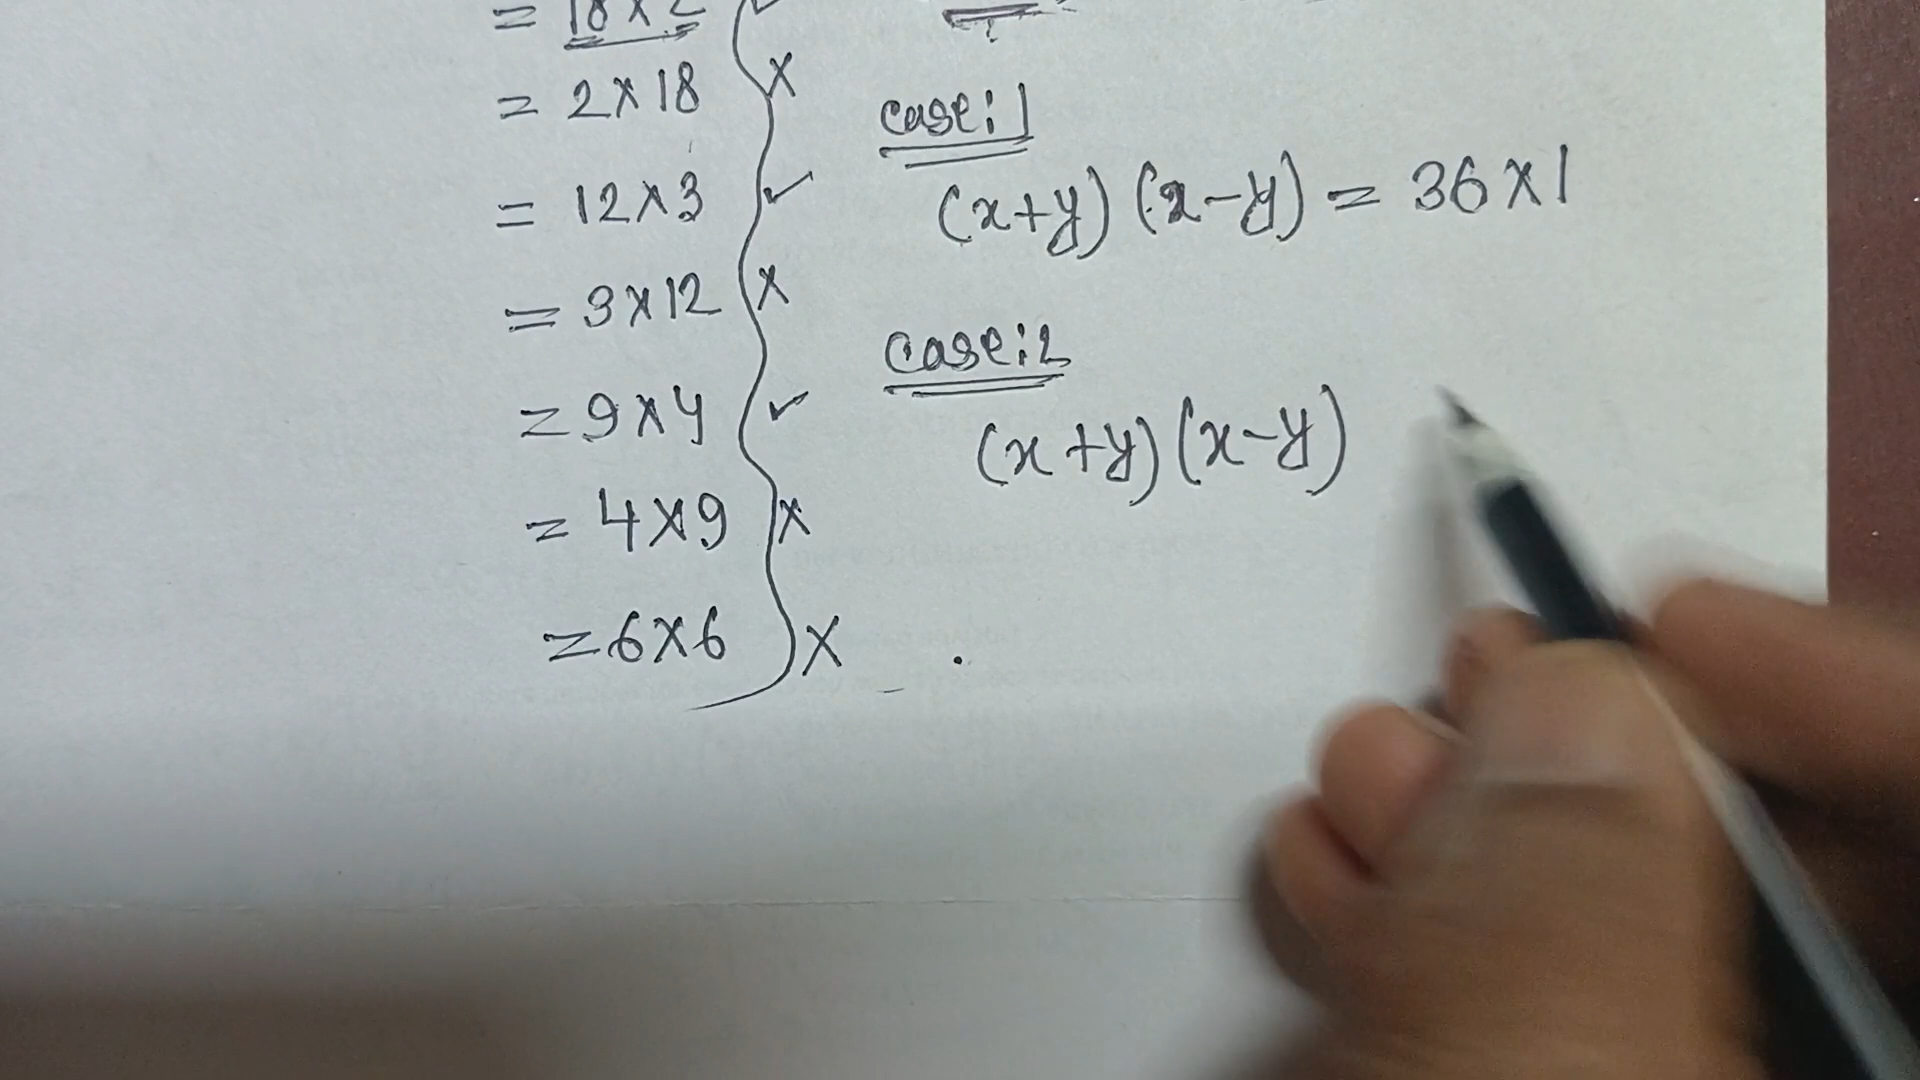 = 18 × 2 ✓
= 2 × 18 ×
= 12 × 3 ✓
= 3 × 12 ×
= 9 × 4 ✓
= 4 × 9 ×
= 6 × 6 ×
case: 1
(x+y) (x-y) = 36 × 1
case: 2
(x+y) (x-y)